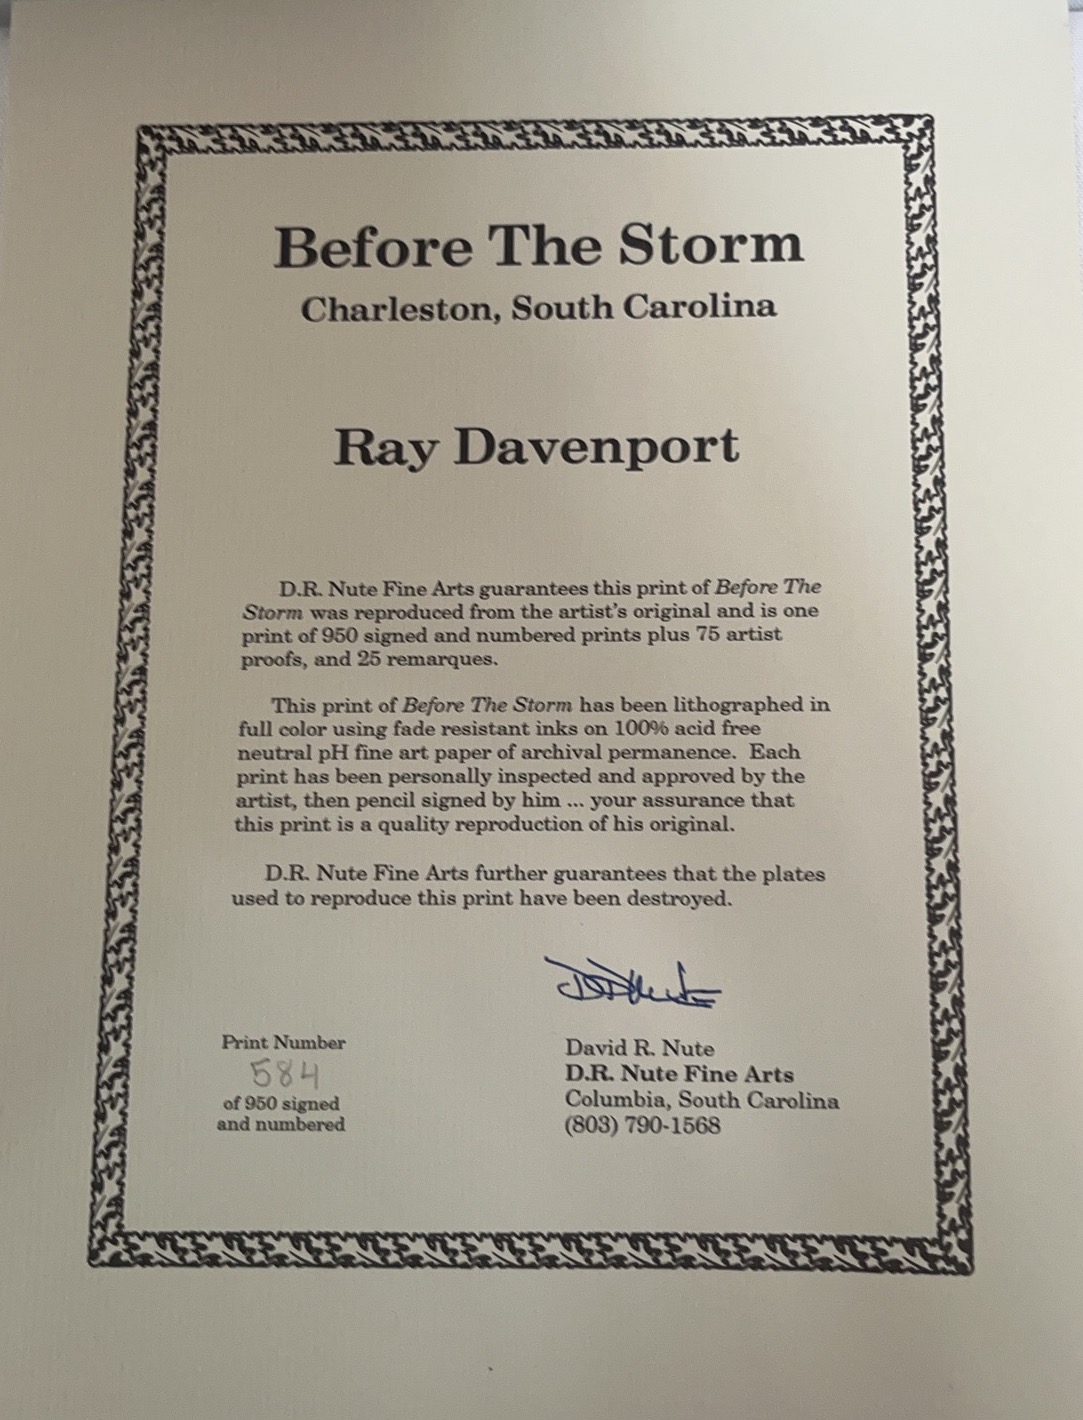 Before The Storm
Charleston, South Carolina
Ray Davenport
D.R. Nute Fine Arts guarantees this print of Before The
Storm was reproduced from the artist's original and is one
print of 950 signed and numbered prints plus 75 artist
proofs, and 25 remarques.
This print of Before The Storm has been lithographed in
full color using fade resistant inks on 100% acid free
neutral pH fine art paper of archival permanence. Each
print has been personally inspected and approved by the
artist, then pencil signed by him ... your assurance that
this print is a quality reproduction of his original.
D.R. Nute Fine Arts further guarantees that the plates
used to reproduce this print have been destroyed.
Print Number
584
of 950 signed
and numbered
David R. Nute
D.R. Nute Fine Arts
Columbia, South Carolina
(803) 790-1568